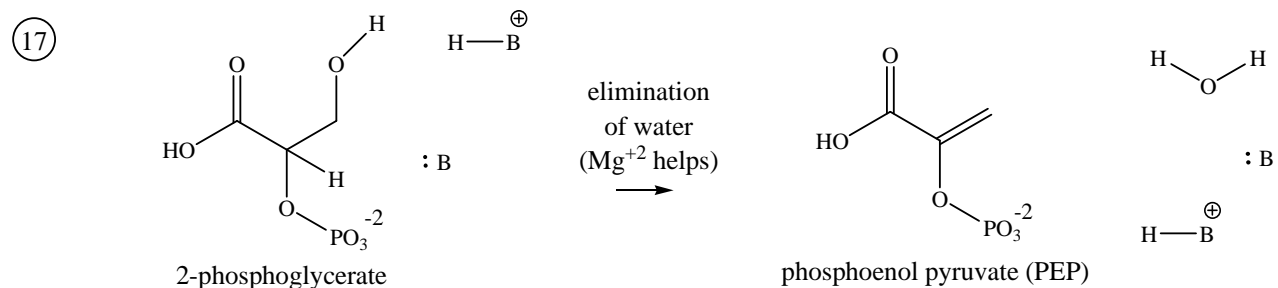 17
H
H B ⊕
O
O
HO
H
: B
O
PO3 -2
2-phosphoglycerate
elimination
of water
(Mg+2 helps)
O
HO
O
PO3 -2
phosphoenol pyruvate (PEP)
H H
O
: B
H B ⊕